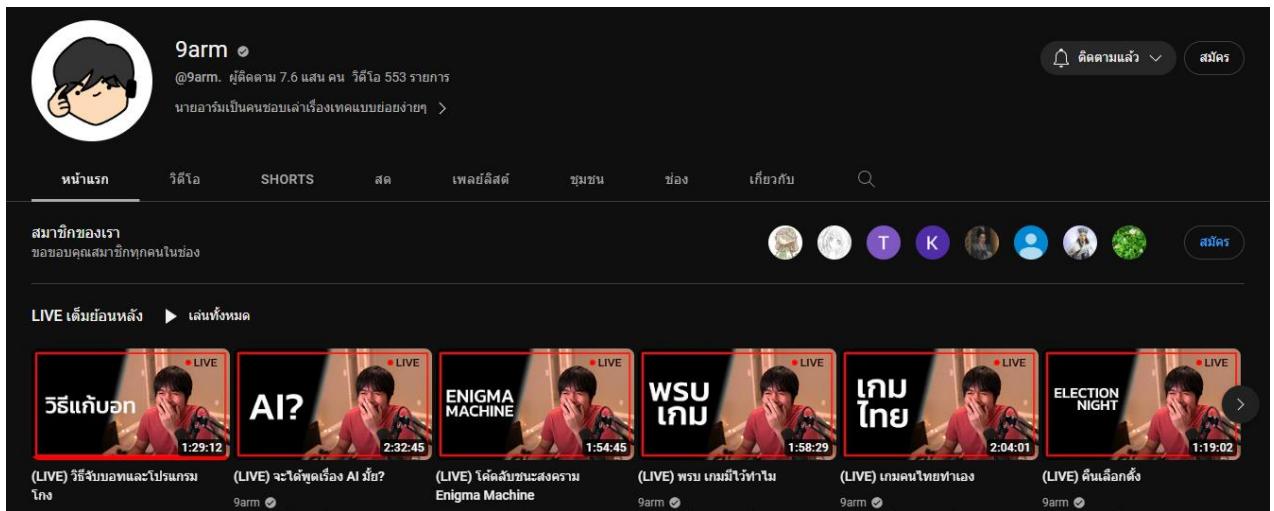 9arm
@9arm. ผู้ติดตาม 7.6 แสน คน วิดีโอ 553 รายการ
นายอาร์มเป็นคนชอบเล่าเรื่องเทคแบบย่อยง่ายๆ
ติดตามแล้ว
สมัคร
หน้าแรก วิดีโอ SHORTS สด เพลย์ลิสต์ ชุมชน ช่อง เกี่ยวกับ
สมาชิกของเรา
ขอขอบคุณสมาชิกทุกคนในช่อง
T K
สมัคร
LIVE เต็มย้อนหลัง เล่นทั้งหมด
LIVE
วิธีแก้บอท
1:29:12
(LIVE) วิธีจับบอทและโปรแกรม
โกง
LIVE
AI?
2:32:45
(LIVE) จะได้พูดเรื่อง AI มั้ย?
9arm
LIVE
ENIGMA
MACHINE
1:54:45
(LIVE) โค้ดลับชนะสงคราม
Enigma Machine
LIVE
พรบ
เกม
1:58:29
(LIVE) พรบ เกมมีไว้ทำไม
9arm
LIVE
เกม
ไทย
2:04:01
(LIVE) เกมคนไทยทำเอง
9arm
LIVE
ELECTION
NIGHT
1:19:02
(LIVE) คืนเลือกตั้ง
9arm